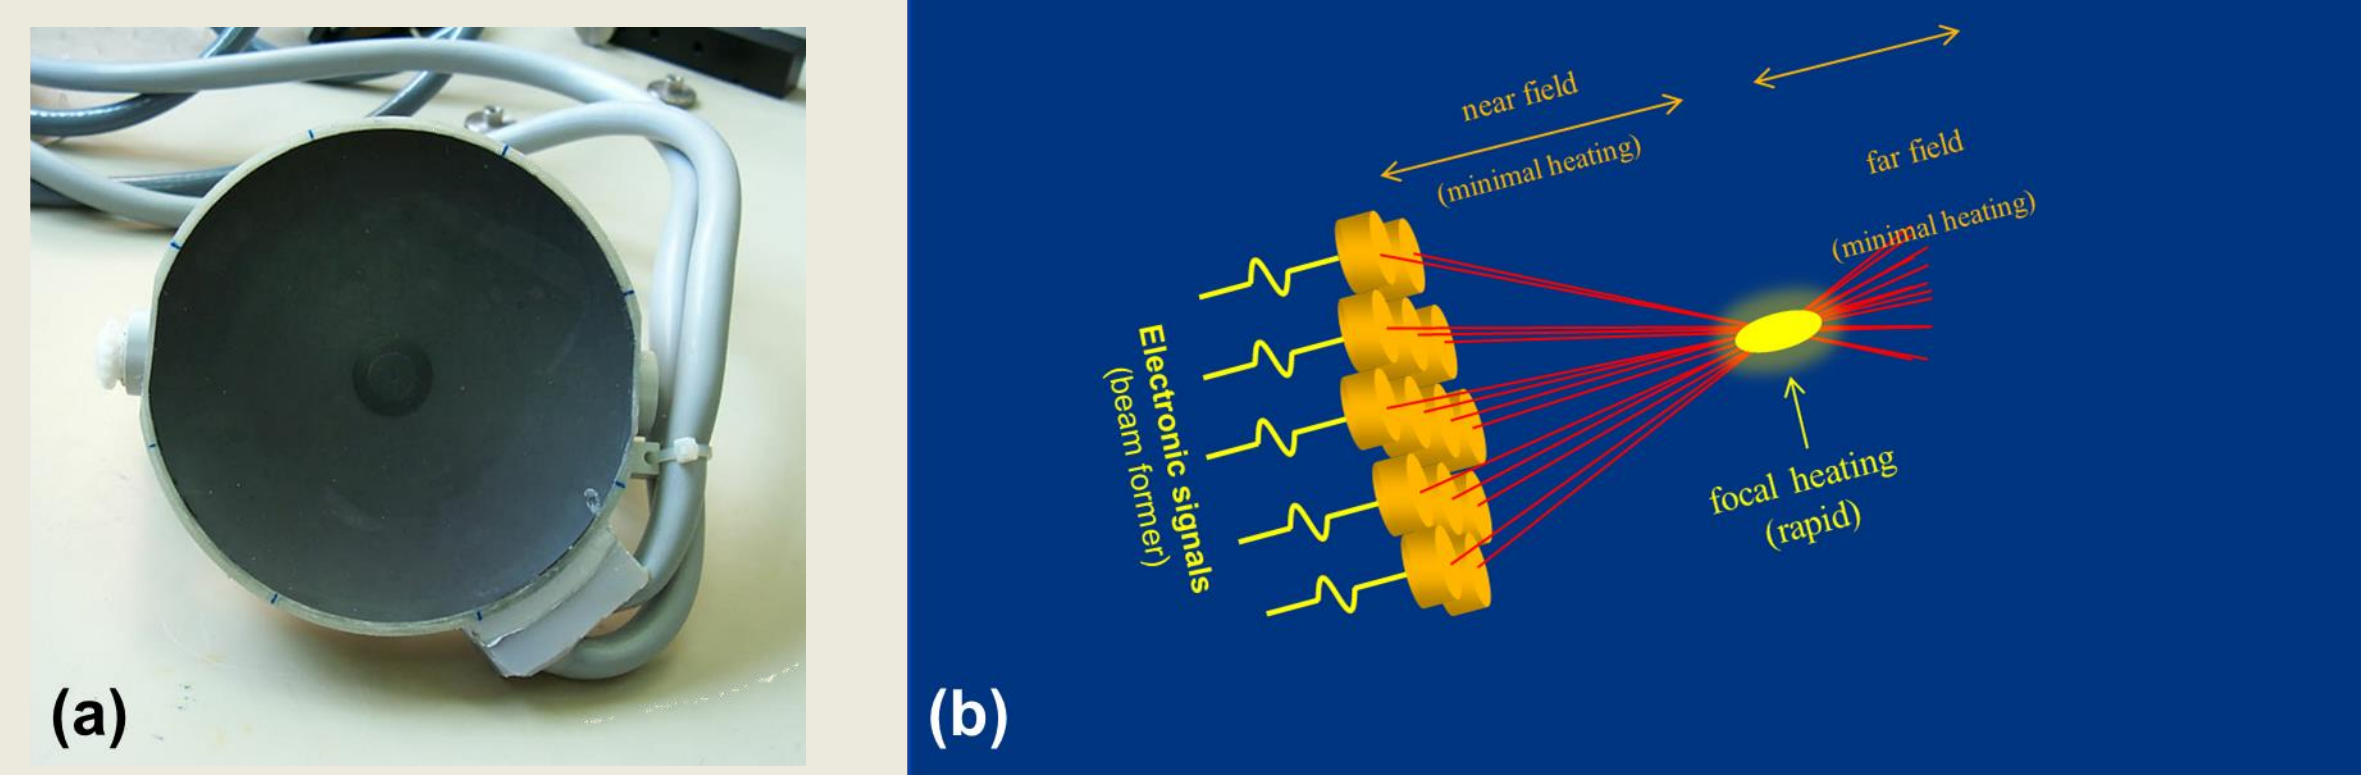 (a)
near field
(minimal heating)
far field
(minimal heating)
Electronic signals
(beam former)
focal heating
(rapid)
(b)